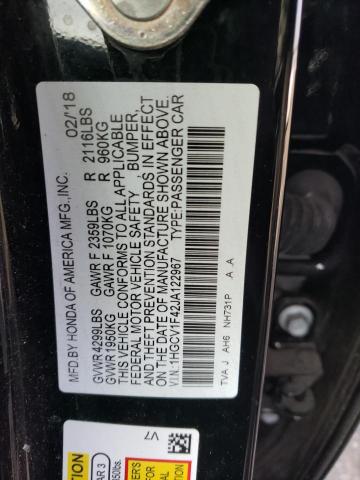 MFD BY HONDA OF AMERICA MFG.,INC. 02/'18
GVWR 4299LBS GAWR F 2359LBS R 2116LBS
GVWR 1950KG GAWR F 1070KG R 960KG
THIS VEHICLE CONFORMS TO ALL APPLICABLE
FEDERAL MOTOR VEHICLE SAFETY BUMPER,
AND THEFT PREVENTION STANDARDS IN EFFECT
ON THE DATE OF MANUFACTURE SHOWN ABOVE.
V.I.N.:1HGCV1F42JA122967 TYPE:PASSENGER CAR
TVA J AH6 NH731P A A